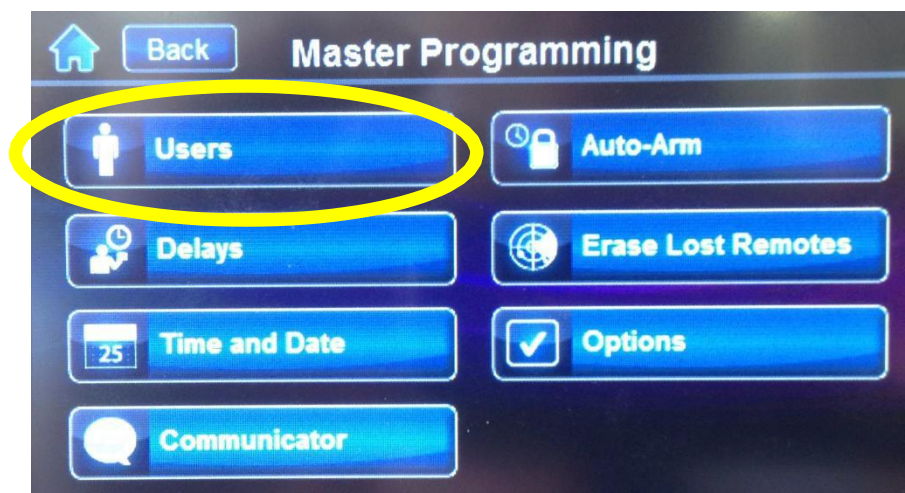 Back
Master Programming
Users
Auto-Arm
Delays
Erase Lost Remotes
25
Time and Date
Options
Communicator